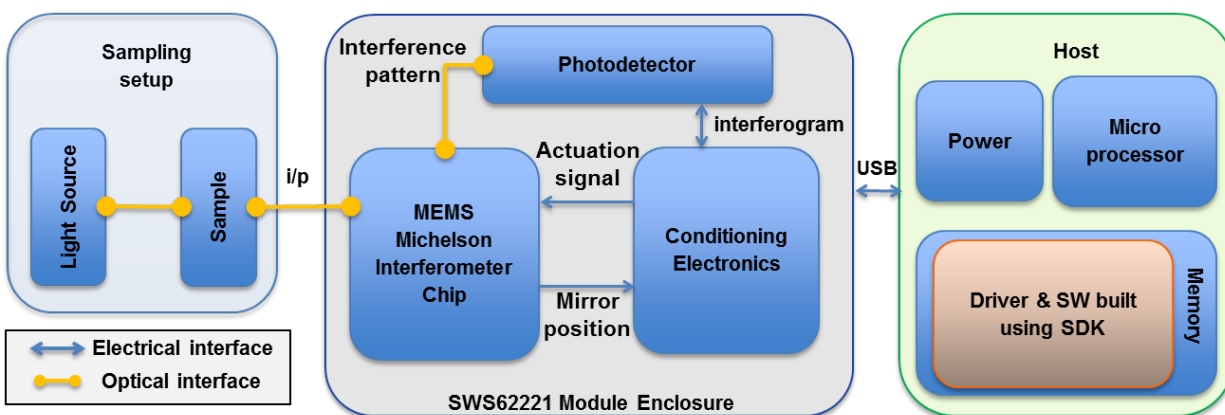 Sampling
setup
Light Source
Sample
i/p
Electrical interface
Optical interface
Interference
pattern
Photodetector
interferogram
Actuation
signal
MEMS
Michelson
Interferometer
Chip
Conditioning
Electronics
Mirror
position
SWS62221 Module Enclosure
USB
Host
Power
Micro
processor
Driver & SW built
using SDK
Memory